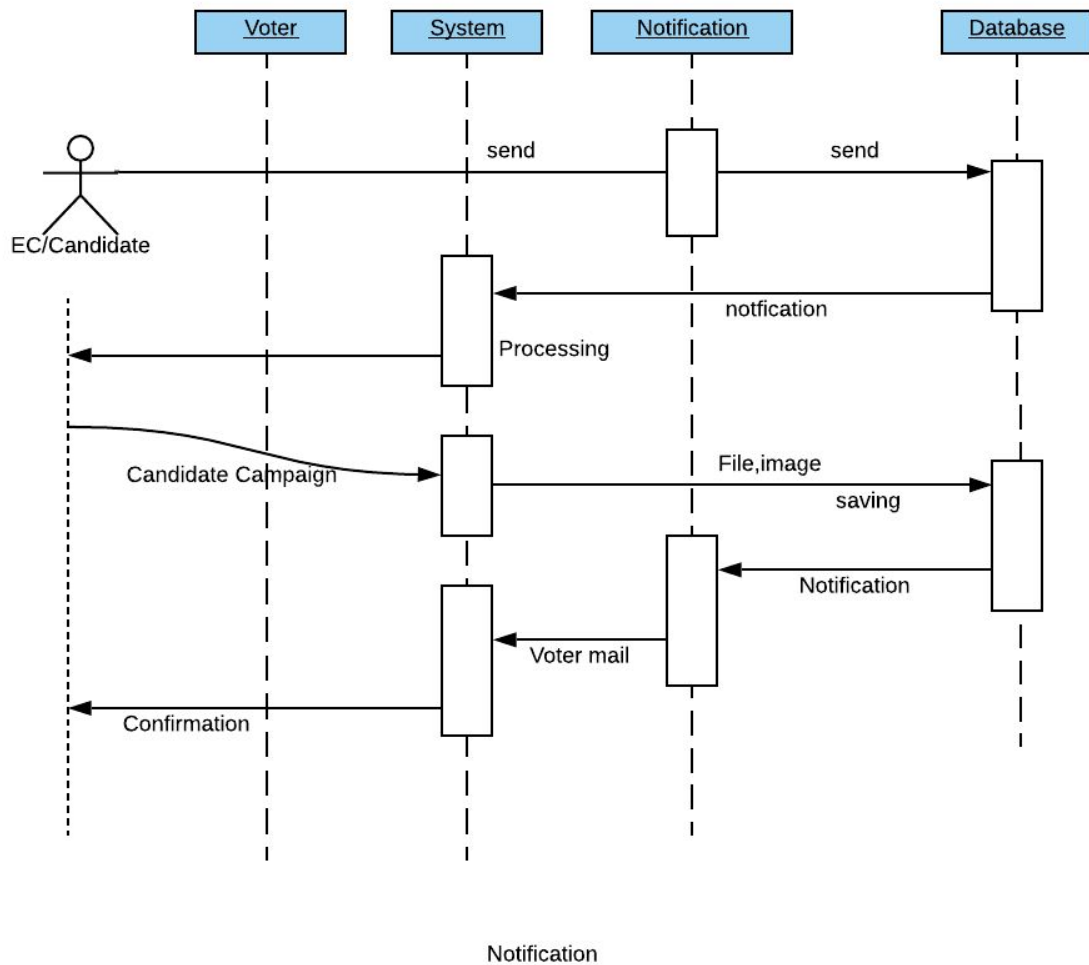 Voter
System
Notification
Database
send
send
EC/Candidate
notfication
Processing
File,image
Candidate Campaign
saving
Notification
Voter mail
Confirmation
Notification